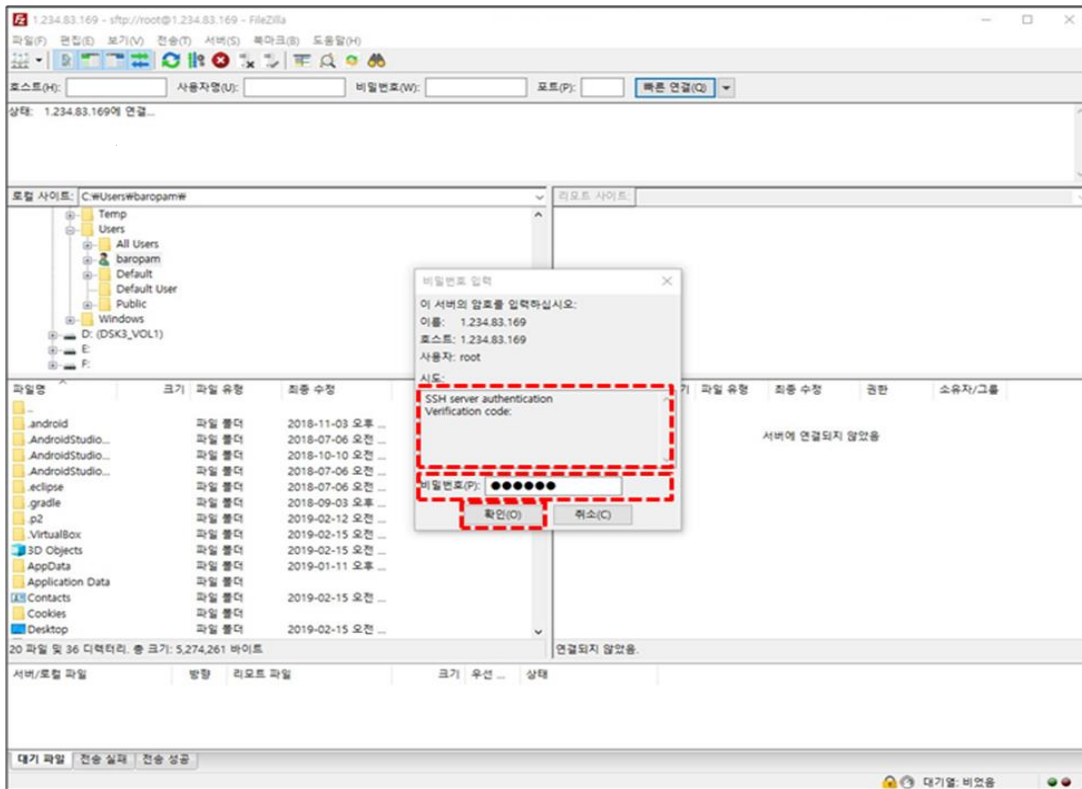 1.234.83.169 - sftp://root@1.234.83.169 - FileZilla
파일(F) 편집(E) 보기(V) 전송(T) 서버(S) 북마크(B) 도움말(H)
호스트(H): 사용자명(U): 비밀번호(W): 포트(P): 빠른 연결(Q)
상태: 1.234.83.169에 연결...
로컬 사이트: C:₩Users₩baropam₩ 리모트 사이트:
Temp
Users
All Users
baropam
Default
Default User
Public
Windows
D: (DSK3_VOL1)
E:
F:
비밀번호 입력
이 서버의 암호를 입력하십시오:
이름: 1.234.83.169
호스트: 1.234.83.169
사용자: root
시도:
SSH server authentication
Verification code:
비밀번호(P): ●●●●●●
확인(O) 취소(C)
파일명 크기 파일 유형 최종 수정
..
.android 파일 폴더 2018-11-03 오후 ...
.AndroidStudio... 파일 폴더 2018-07-06 오전 ...
.AndroidStudio... 파일 폴더 2018-10-10 오전 ...
.AndroidStudio... 파일 폴더 2018-07-06 오전 ...
.eclipse 파일 폴더 2018-07-06 오전 ...
.gradle 파일 폴더 2018-09-03 오후 ...
.p2 파일 폴더 2019-02-12 오전 ...
.VirtualBox 파일 폴더 2019-02-15 오전 ...
3D Objects 파일 폴더 2019-02-15 오전 ...
AppData 파일 폴더 2019-01-11 오후 ...
Application Data 파일 폴더
Contacts 파일 폴더 2019-02-15 오전 ...
Cookies 파일 폴더
Desktop 파일 폴더 2019-02-15 오전 ...
20 파일 및 36 디렉터리. 총 크기: 5,274,261 바이트
기 파일 유형 최종 수정 권한 소유자/그룹
서버에 연결되지 않았음
연결되지 않았음.
서버/로컬 파일 방향 리모트 파일 크기 우선 ... 상태
대기 파일 전송 실패 전송 성공
대기열: 비었음